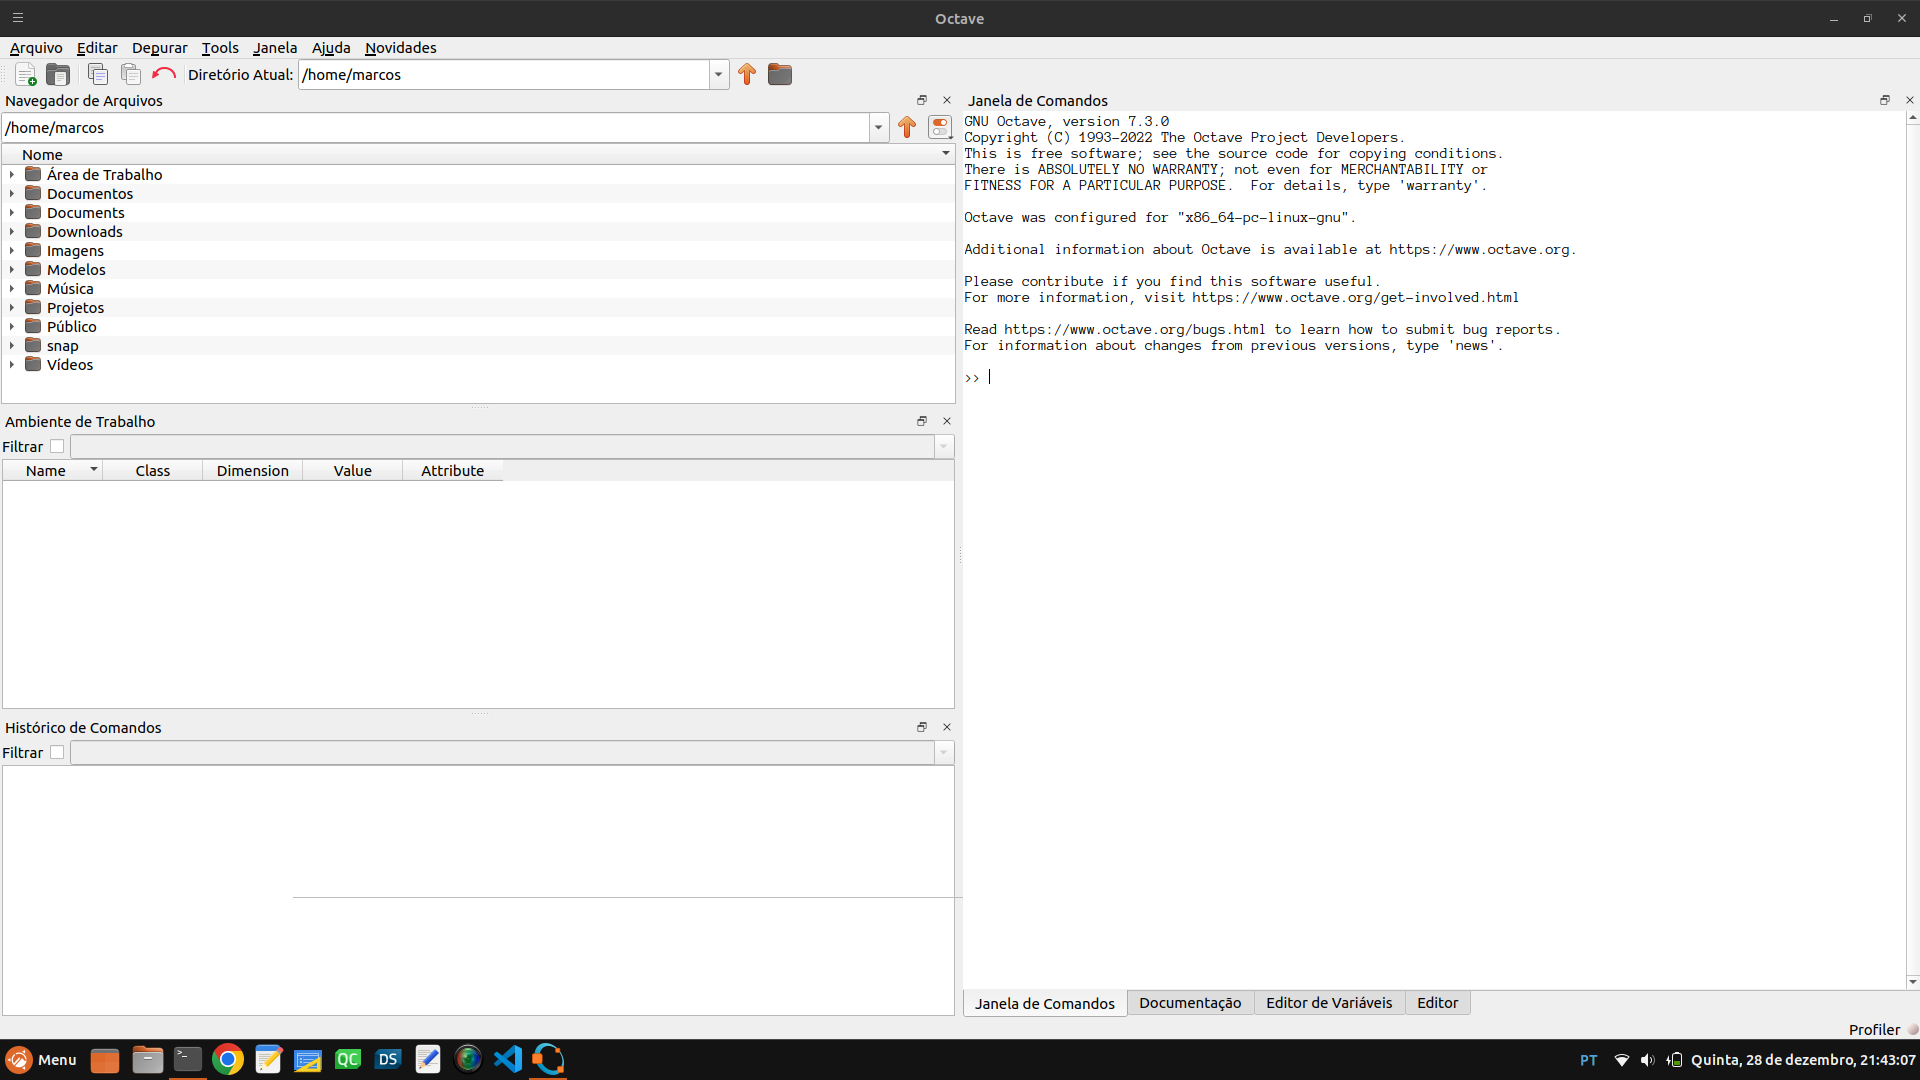 Octave
Arquivo Editar Depurar Tools Janela Ajuda Novidades
Diretório Atual: /home/marcos
Navegador de Arquivos
/home/marcos
Nome
Área de Trabalho
Documentos
Documents
Downloads
Imagens
Modelos
Música
Projetos
Público
snap
Vídeos
Ambiente de Trabalho
Filtrar
Name Class Dimension Value Attribute
Histórico de Comandos
Filtrar
Janela de Comandos
GNU Octave, version 7.3.0
Copyright (C) 1993-2022 The Octave Project Developers.
This is free software; see the source code for copying conditions.
There is ABSOLUTELY NO WARRANTY; not even for MERCHANTABILITY or
FITNESS FOR A PARTICULAR PURPOSE.  For details, type 'warranty'.
Octave was configured for "x86_64-pc-linux-gnu".
Additional information about Octave is available at https://www.octave.org.
Please contribute if you find this software useful.
For more information, visit https://www.octave.org/get-involved.html
Read https://www.octave.org/bugs.html to learn how to submit bug reports.
For information about changes from previous versions, type 'news'.
>>
Janela de Comandos Documentação Editor de Variáveis Editor
Profiler
Menu QC DS PT Quinta, 28 de dezembro, 21:43:07